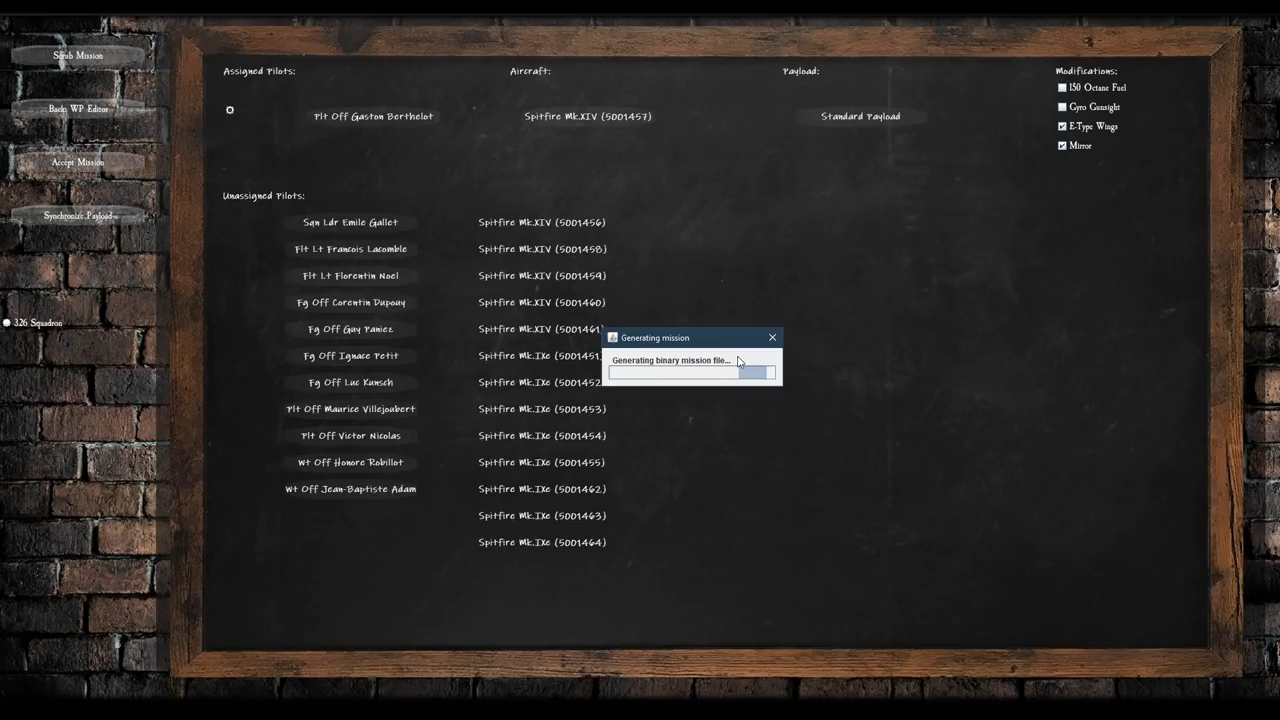 Scrub Mission
Back: WP Editor
Accept Mission
Synchronize Payload
326 Squadron
Assigned Pilots: Aircraft: Payload: Modifications:
Plt Off Gaston Berthelot Spitfire Mk.XIV (5001457) Standard Payload
150 Octane Fuel
Gyro Gunsight
E-Type Wings
Mirror
Unassigned Pilots:
Sqn Ldr Emile Gallet Spitfire Mk.XIV (5001456)
Flt Lt Francois Lacomble Spitfire Mk.XIV (5001458)
Flt Lt Florentin Noel Spitfire Mk.XIV (5001459)
Fg Off Corentin Dupouy Spitfire Mk.XIV (5001460)
Fg Off Guy Paniez Spitfire Mk.XIV (5001461)
Fg Off Ignace Petit Spitfire Mk.IXe (5001451
Fg Off Luc Kunsch Spitfire Mk.IXe (5001452
Plt Off Maurice Villejoubert Spitfire Mk.IXe (5001453)
Plt Off Victor Nicolas Spitfire Mk.IXe (5001454)
Wt Off Honore Robillot Spitfire Mk.IXe (5001455)
Wt Off Jean-Baptiste Adam Spitfire Mk.IXe (5001462)
Spitfire Mk.IXe (5001463)
Spitfire Mk.IXe (5001464)
Generating mission
Generating binary mission file...